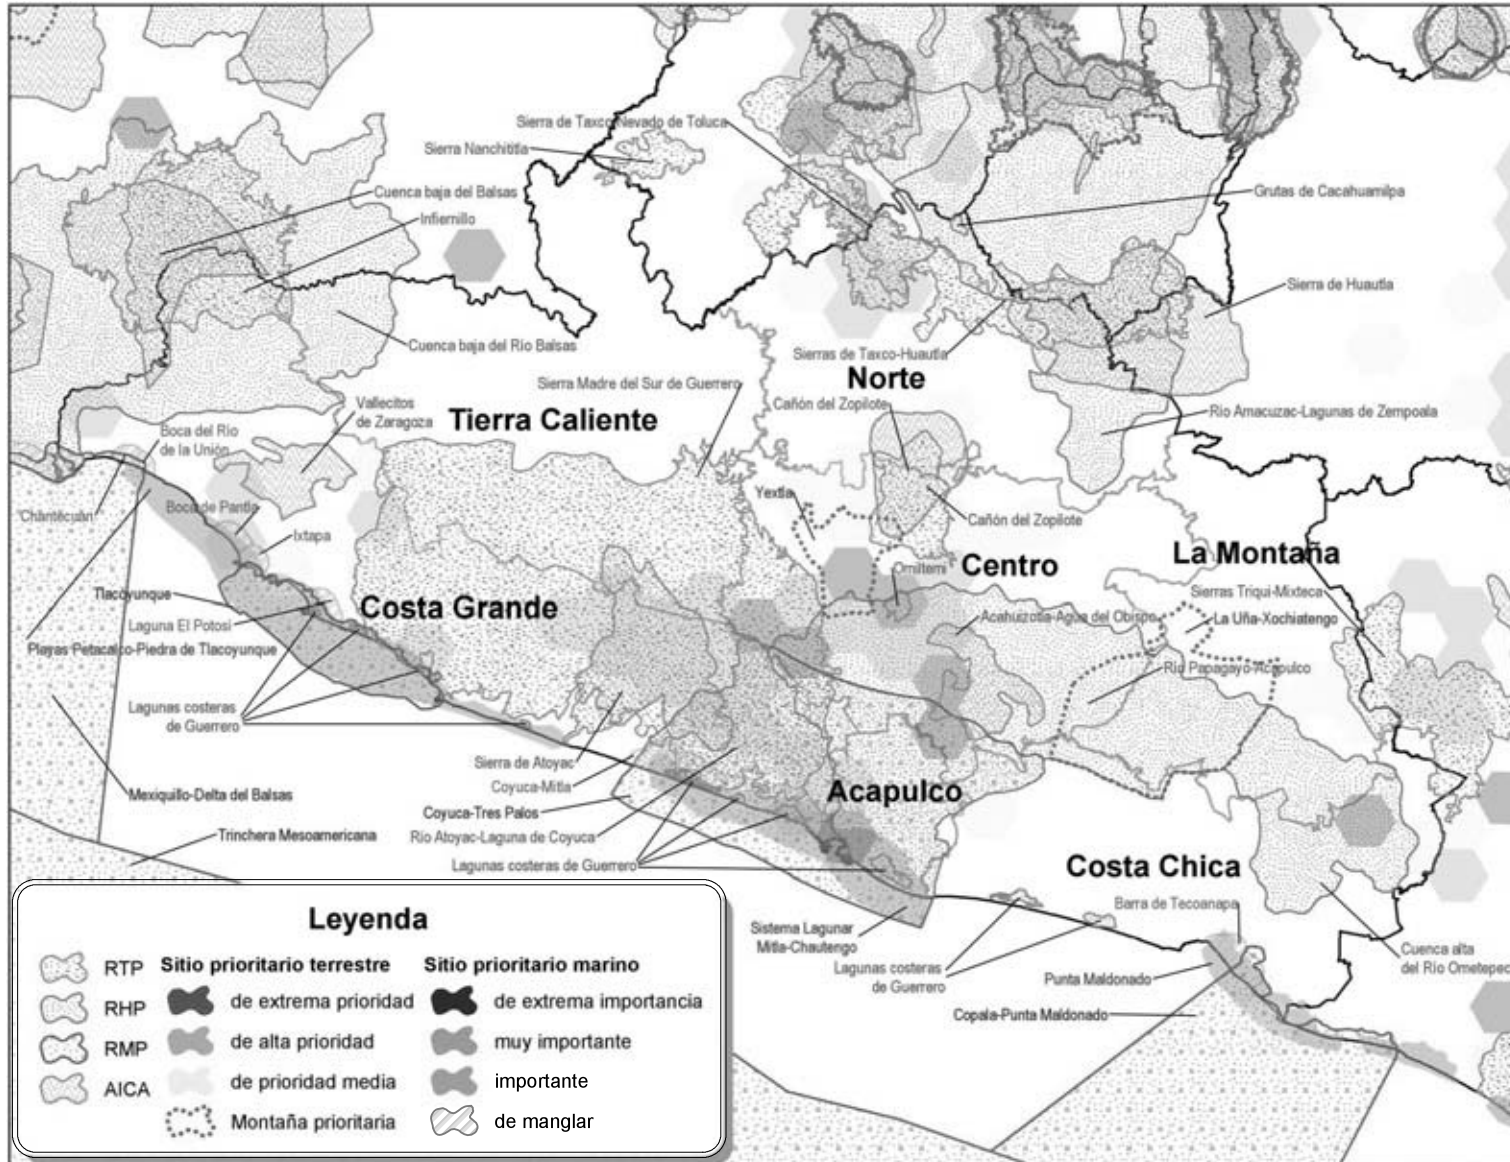 Sierra de Taxco-Nevado de Toluca
Sierra Nanchititla
Cuenca baja del Balsas
Infiernillo
Grutas de Cacahuamilpa
Sierra de Huautla
Cuenca baja del Río Balsas
Sierras de Taxco-Huautla
Norte
Sierra Madre del Sur de Guerrero
Vallecitos
de Zaragoza
Tierra Caliente
Cañón del Zopilote
Río Amacuzac-Lagunas de Zempoala
Boca del Río
de la Unión
Yextla
Chantecuán
Boca de Pantla
Ixtapa
Cañón del Zopilote
Omiltemi
Centro
La Montaña
Sierras Triqui-Mixteca
Tlacoyunque
Costa Grande
Laguna El Potosí
Acahuizotla-Agua del Obispo
La Uña-Xochiatengo
Playas Petacalco-Piedra de Tlacoyunque
Río Papagayo-Acapulco
Lagunas costeras
de Guerrero
Sierra de Atoyac
Coyuca-Mitla
Acapulco
Mexiquillo-Delta del Balsas
Coyuca-Tres Palos
Trinchera Mesoamericana
Río Atoyac-Laguna de Coyuca
Lagunas costeras de Guerrero
Costa Chica
Barra de Tecoanapa
Sistema Lagunar
Mitla-Chautengo
Lagunas costeras
de Guerrero
Cuenca alta
del Río Ometepec
Punta Maldonado
Copala-Punta Maldonado
Leyenda
RTP
RHP
RMP
AICA
Sitio prioritario terrestre
de extrema prioridad
de alta prioridad
de prioridad media
Montaña prioritaria
Sitio prioritario marino
de extrema importancia
muy importante
importante
de manglar